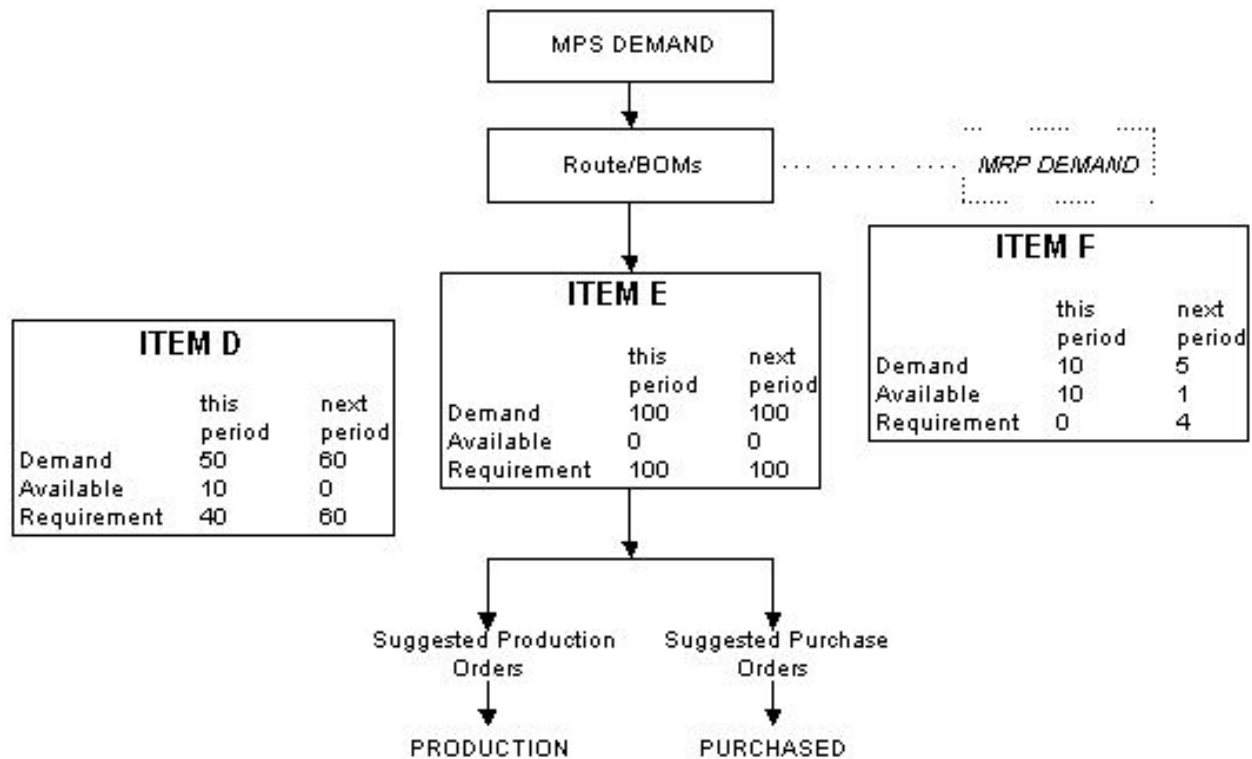 MPS DEMAND
Route/BOMs
MRP DEMAND
ITEM D
this next
period period
Demand 50 60
Available 10 0
Requirement 40 60
ITEM E
this next
period period
Demand 100 100
Available 0 0
Requirement 100 100
ITEM F
this next
period period
Demand 10 5
Available 10 1
Requirement 0 4
Suggested Production
Orders
Suggested Purchase
Orders
PRODUCTION
PURCHASED